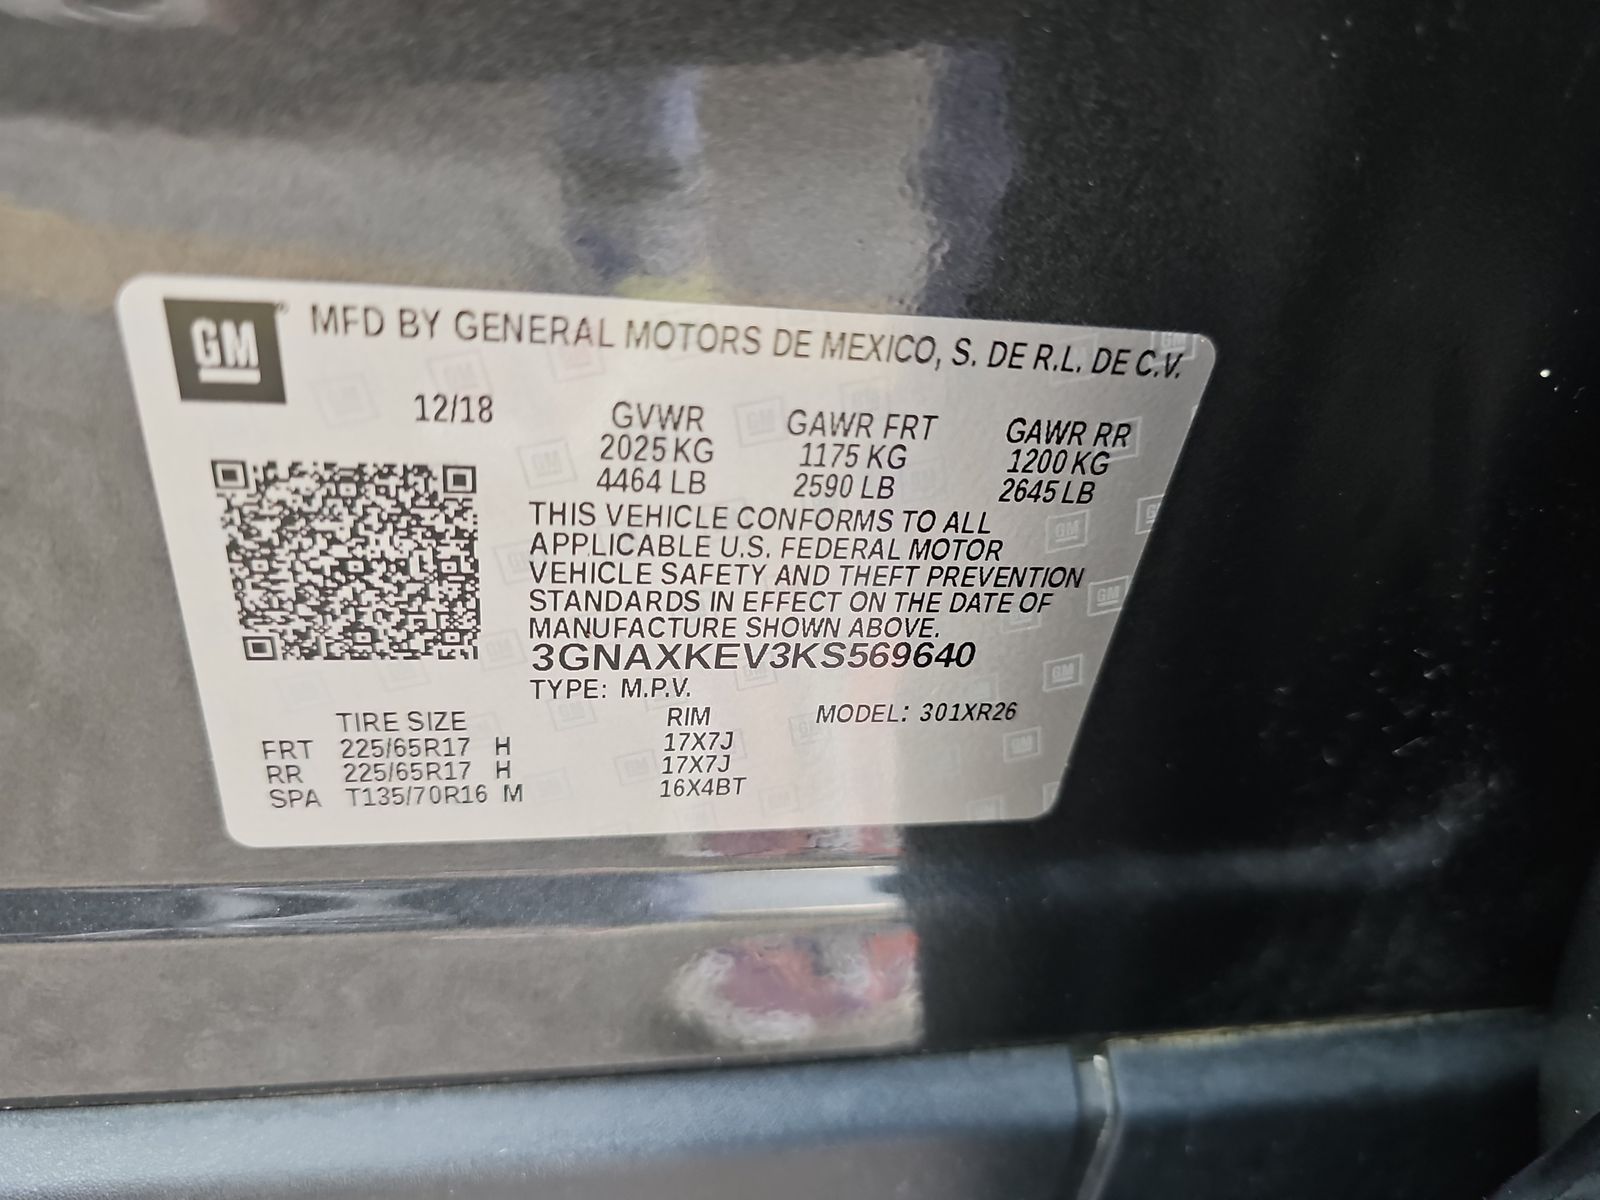 GM® MFD BY GENERAL MOTORS DE MEXICO, S. DE R.L. DE C.V.
12/18 GVWR GAWR FRT GAWR RR
2025 KG 1175 KG 1200 KG
4464 LB 2590 LB 2645 LB
THIS VEHICLE CONFORMS TO ALL
APPLICABLE U.S. FEDERAL MOTOR
VEHICLE SAFETY AND THEFT PREVENTION
STANDARDS IN EFFECT ON THE DATE OF
MANUFACTURE SHOWN ABOVE.
3GNAXKEV3KS569640
TYPE: M.P.V.
TIRE SIZE RIM MODEL: 301XR26
FRT 225/65R17 H 17X7J
RR 225/65R17 H 17X7J
SPA T135/70R16 M 16X4BT